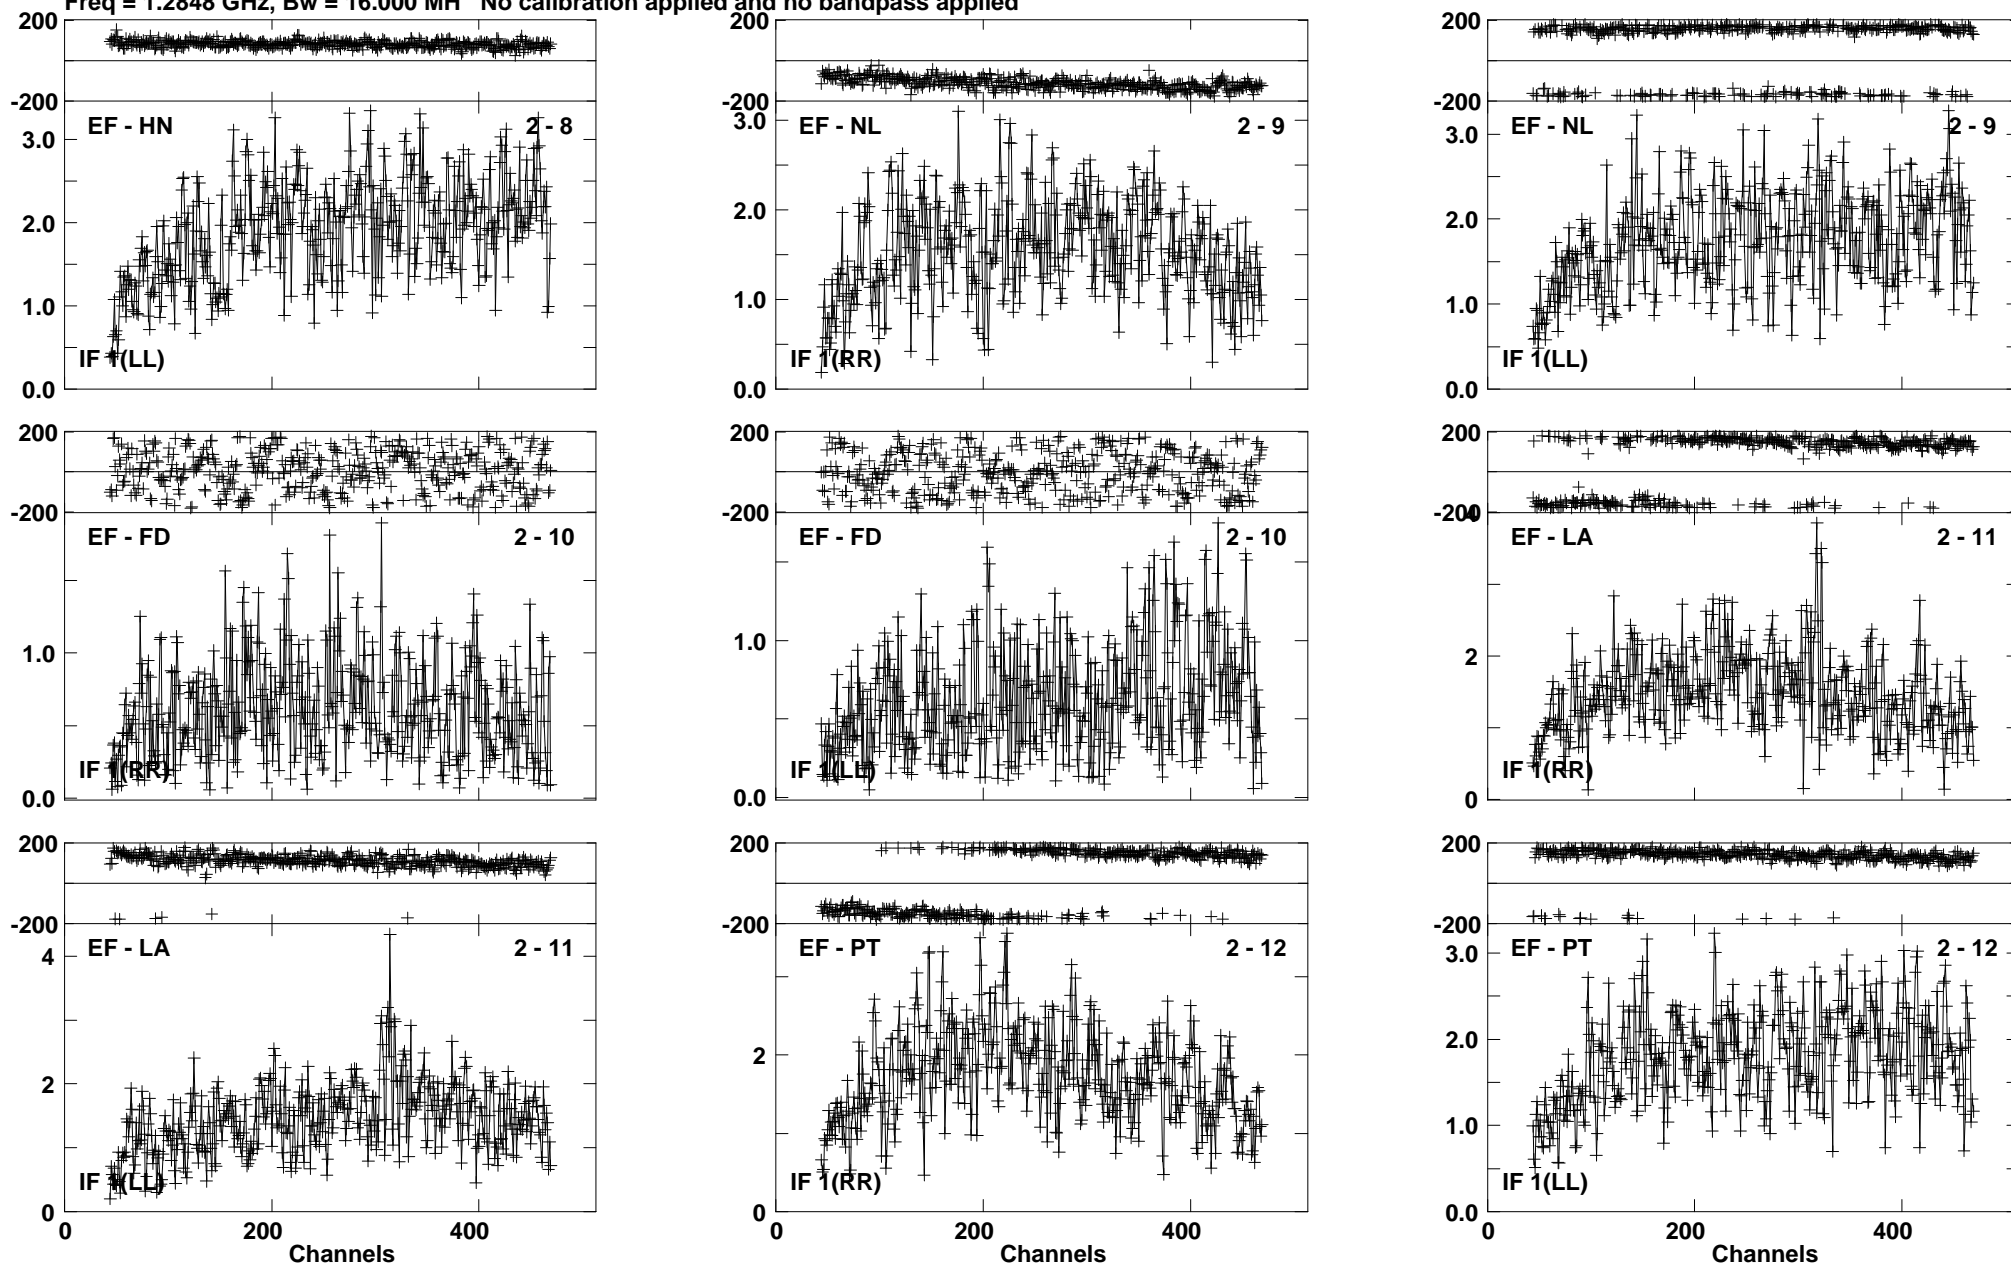 Freq = 1.2848 GHz, Bw = 16.000 MH No calibration applied and no bandpass applied
200
-200
EF - HN 2 - 8
3.0
2.0
1.0
0.0
IF 1(LL)
-200
EF - NL 2 - 9
3.0
2.0
1.0
0.0
IF 1(RR)
200
-200
EF - NL 2 - 9
3.0
2.0
1.0
0.0
IF 1(LL)
200
-200
EF - FD 2 - 10
1.0
0.0
IF 1(RR)
200
-200
EF - FD 2 - 10
1.0
0.0
IF 1(LL)
200
-200
4
EF - LA 2 - 11
2
0
IF 1(RR)
200
-200
EF - LA 2 - 11
4
2
0
IF 1(LL)
0 200 400
Channels
200
-200
EF - PT 2 - 12
2
0
IF 1(RR)
200
-200
EF - PT 2 - 12
3.0
2.0
1.0
0.0
IF 1(LL)
0 200 400
Channels